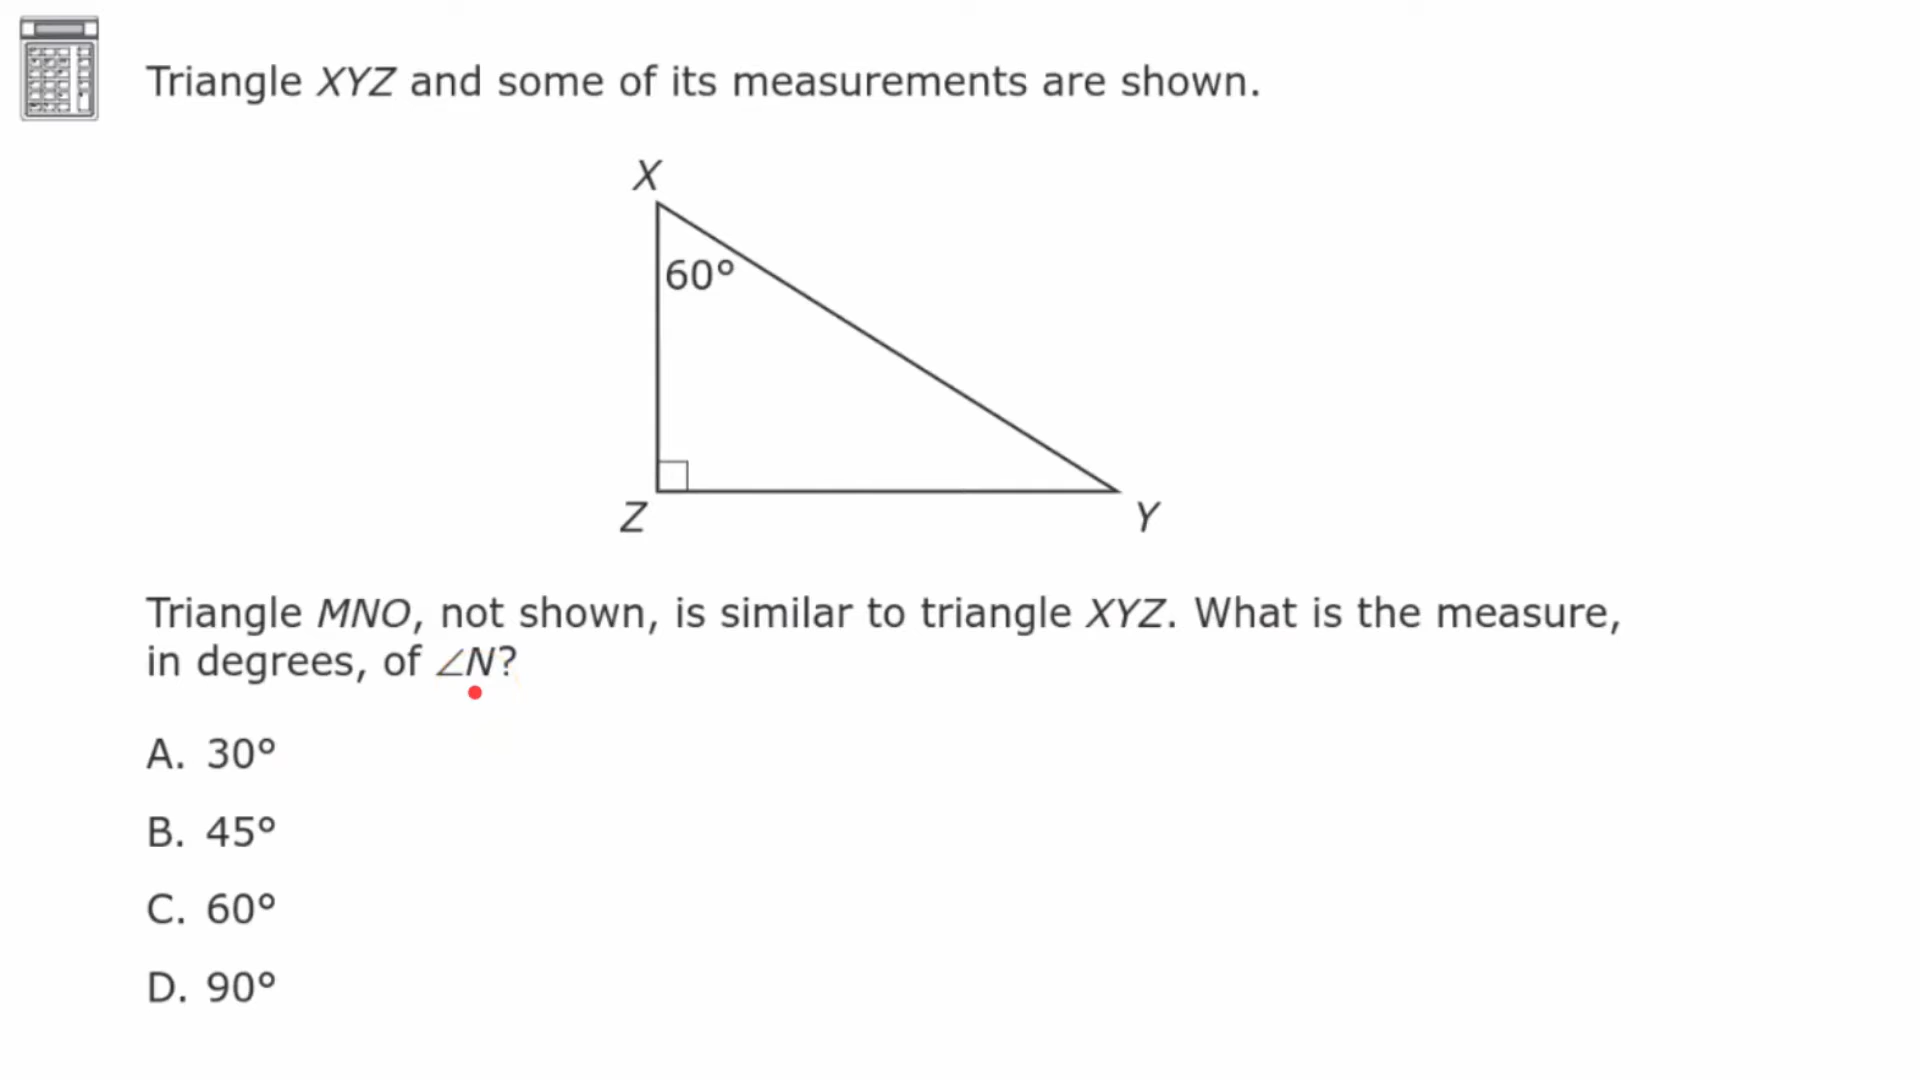 Triangle XYZ and some of its measurements are shown.
X
60°
Z
Y
Triangle MNO, not shown, is similar to triangle XYZ. What is the measure,
in degrees, of ∠N?
A. 30°
B. 45°
C. 60°
D. 90°